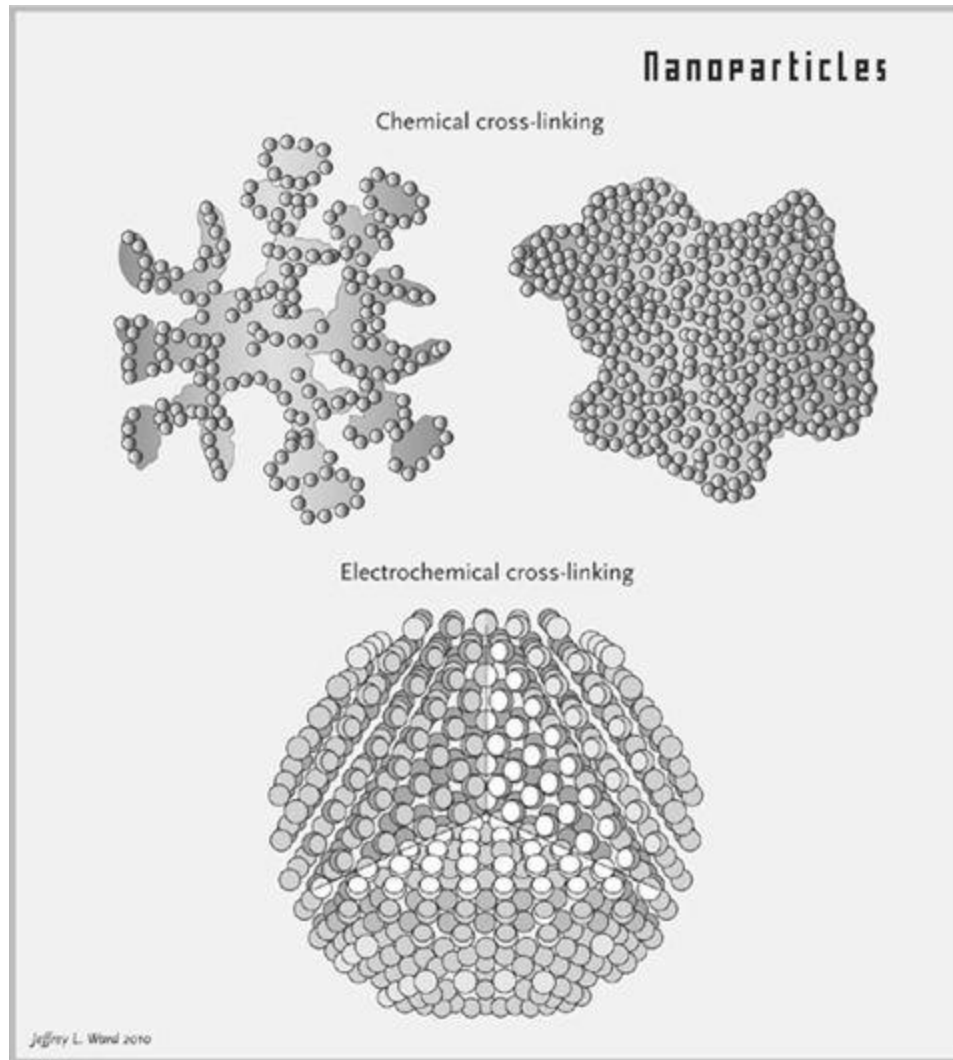 Nanoparticles
Chemical cross-linking
Electrochemical cross-linking
Jeffrey L. Ward 2010